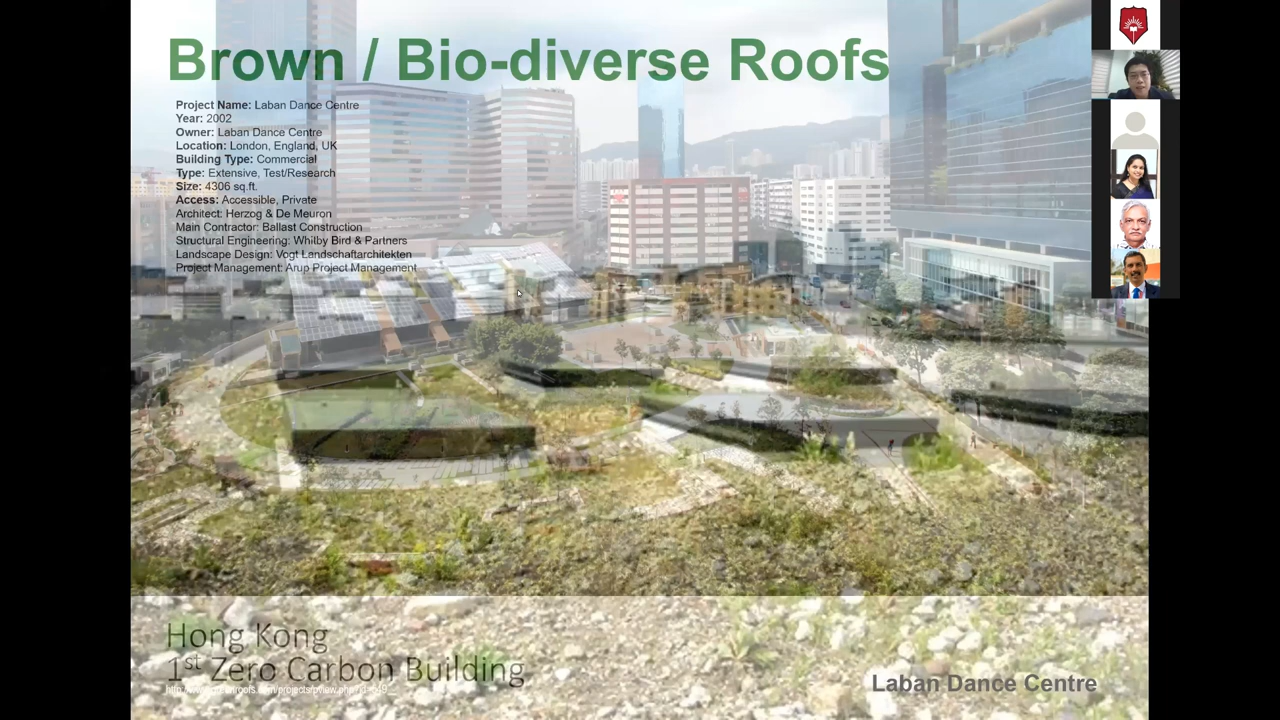 Brown / Bio-diverse Roofs
Project Name: Laban Dance Centre
Year: 2002
Owner: Laban Dance Centre
Location: London, England, UK
Building Type: Commercial
Type: Extensive, Test/Research
Size: 4306 sq.ft.
Access: Accessible, Private
Architect: Herzog & De Meuron
Main Contractor: Ballast Construction
Structural Engineering: Whilby Bird & Partners
Landscape Design: Vogt Landschaftarchitekten
Project Management: Arup Project Management
Hong Kong
1st Zero Carbon Building
Laban Dance Centre